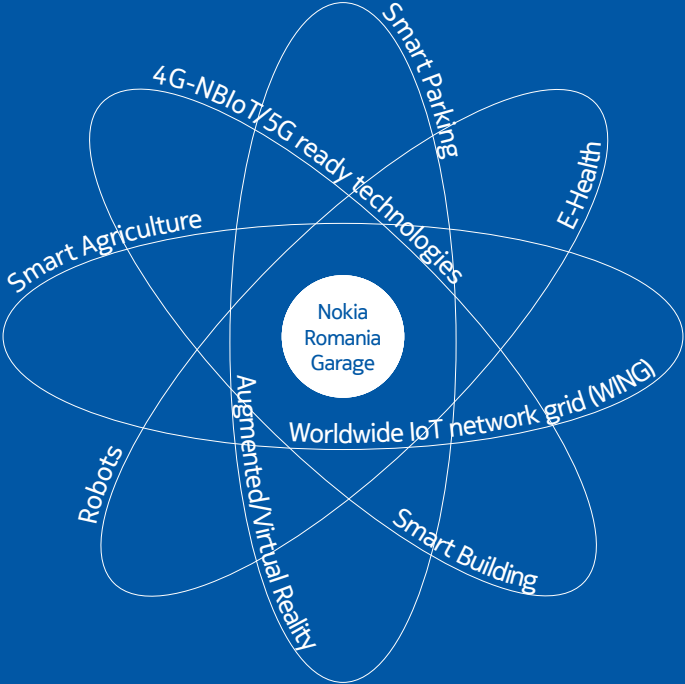 Smart Parking
4G-NBIoT/5G ready technologies
E-Health
Smart Agriculture
Nokia
Romania
Garage
Worldwide IoT network grid (WING)
Augmented/Virtual Reality
Robots
Smart Building